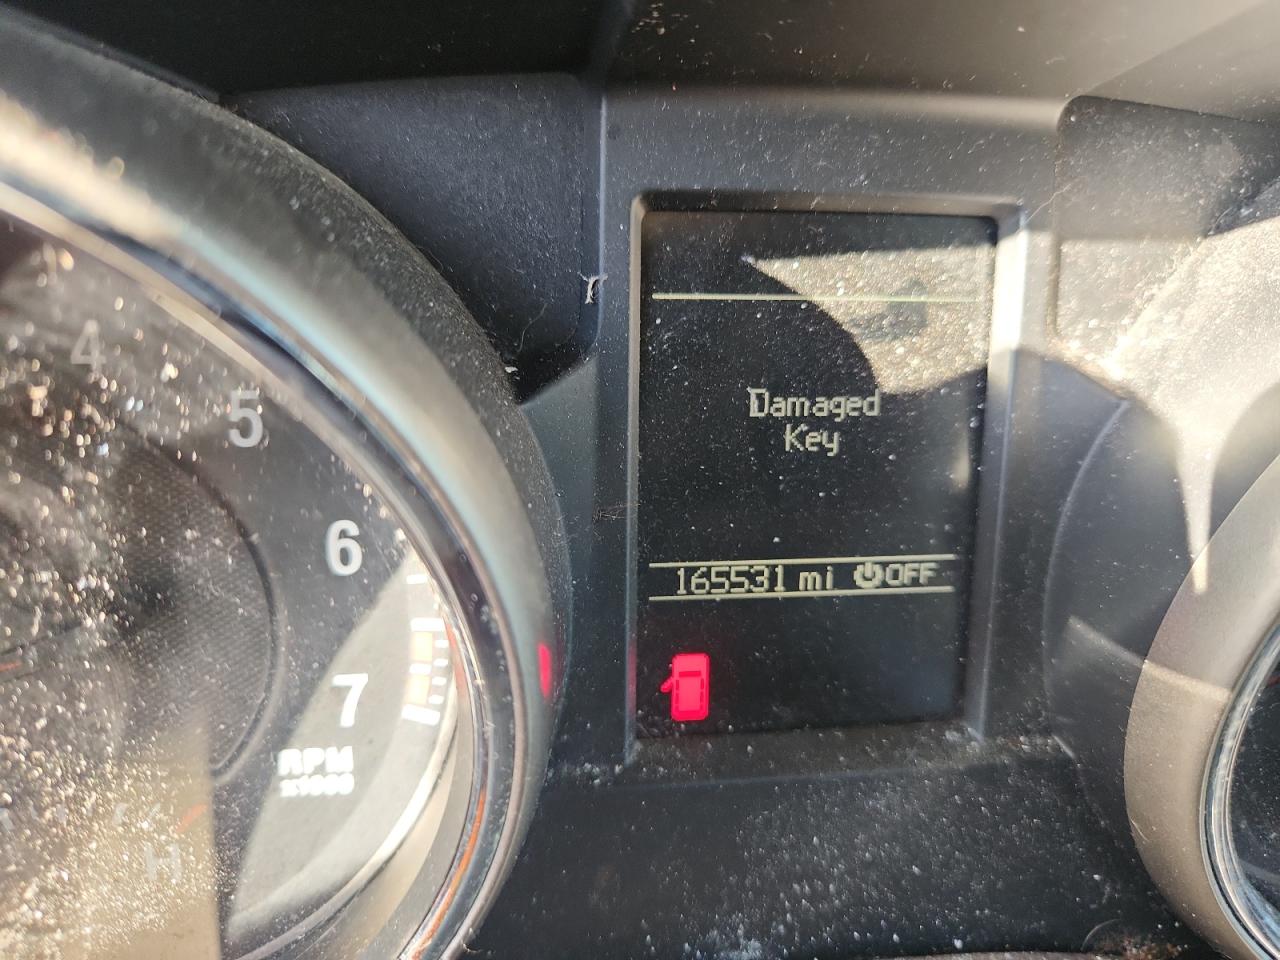 4
5
6
7
RPM
x1000
H
Damaged
Key
165531 mi OFF